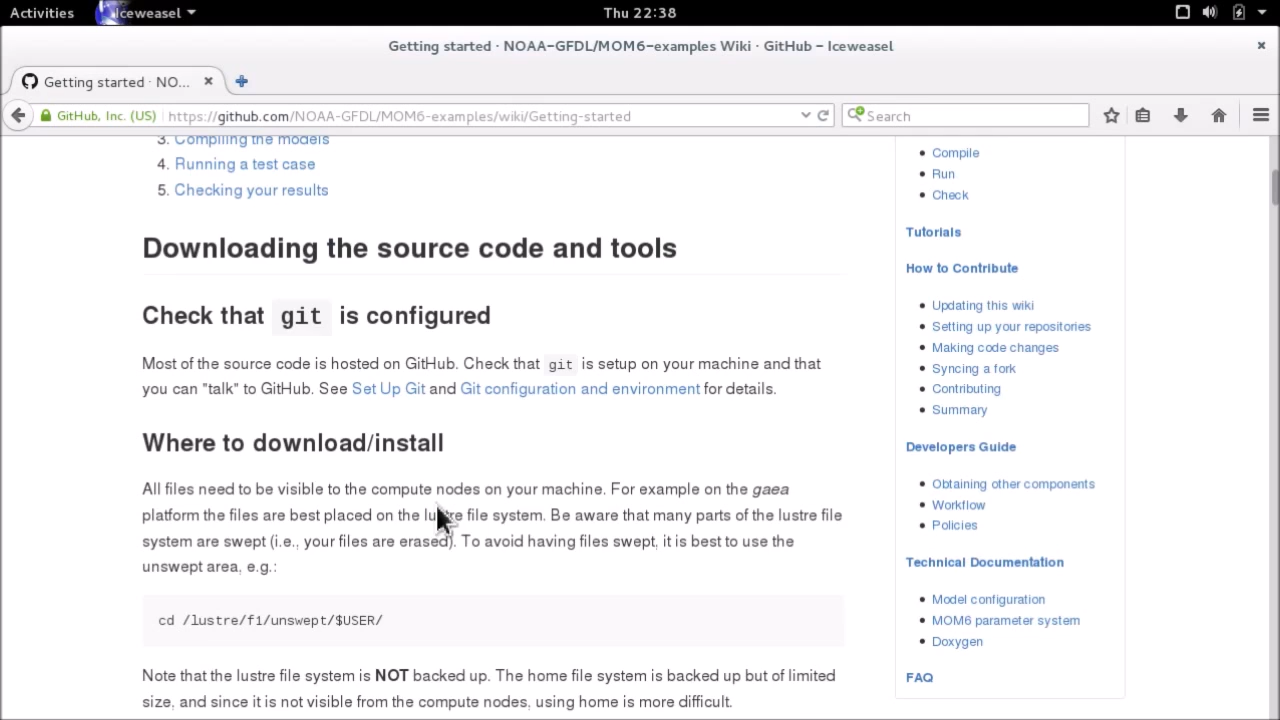 Activities Iceweasel Thu 22:38
Getting started · NOAA-GFDL/MOM6-examples Wiki · GitHub - Iceweasel
Getting started · NO...
GitHub, Inc. (US) https://github.com/NOAA-GFDL/MOM6-examples/wiki/Getting-started Search
3. Compiling the models
4. Running a test case
5. Checking your results
Downloading the source code and tools
Check that git is configured
Most of the source code is hosted on GitHub. Check that git is setup on your machine and that
you can "talk" to GitHub. See Set Up Git and Git configuration and environment for details.
Where to download/install
All files need to be visible to the compute nodes on your machine. For example on the gaea
platform the files are best placed on the lustre file system. Be aware that many parts of the lustre file
system are swept (i.e., your files are erased). To avoid having files swept, it is best to use the
unswept area, e.g.:
cd /lustre/f1/unswept/$USER/
Note that the lustre file system is NOT backed up. The home file system is backed up but of limited
size, and since it is not visible from the compute nodes, using home is more difficult.
Compile
Run
Check
Tutorials
How to Contribute
Updating this wiki
Setting up your repositories
Making code changes
Syncing a fork
Contributing
Summary
Developers Guide
Obtaining other components
Workflow
Policies
Technical Documentation
Model configuration
MOM6 parameter system
Doxygen
FAQ